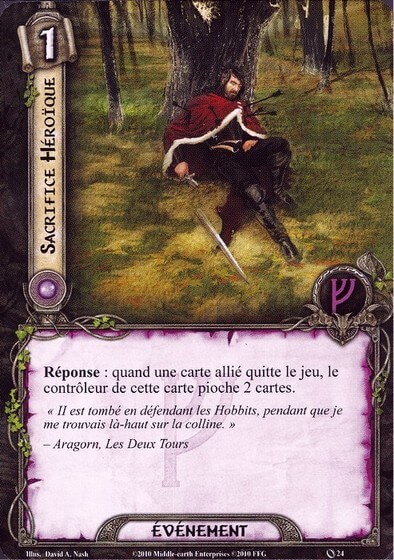 1
SACRIFICE HÉROÏQUE
Réponse : quand une carte allié quitte le jeu, le
contrôleur de cette carte pioche 2 cartes.
« Il est tombé en défendant les Hobbits, pendant que je
me trouvais là-haut sur la colline. »
– Aragorn, Les Deux Tours
ÉVÉNEMENT
Illus. David A. Nash
©2010 Middle-earth Enterprises ©2010 FFG
24